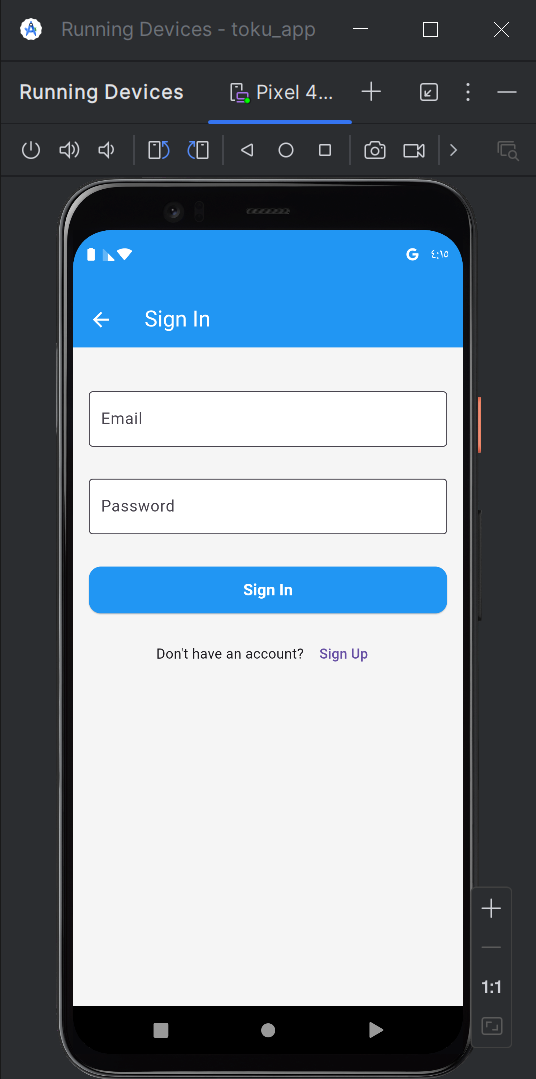 Running Devices - toku_app
Running Devices
Pixel 4...
G ٤:١٥
Sign In
Email
Password
Sign In
Don't have an account? Sign Up
1:1